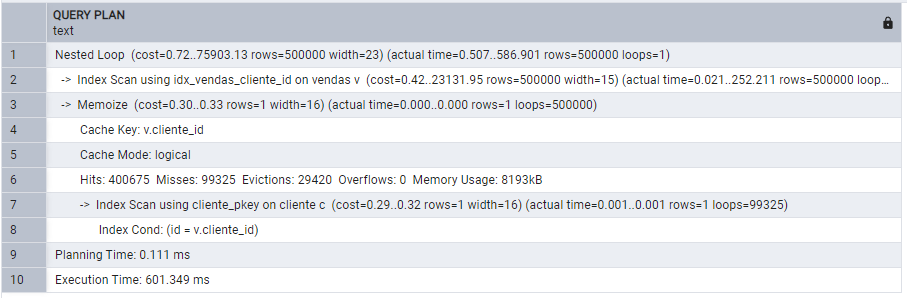 QUERY PLAN
text
1 Nested Loop (cost=0.72..75903.13 rows=500000 width=23) (actual time=0.507..586.901 rows=500000 loops=1)
2 -> Index Scan using idx_vendas_cliente_id on vendas v (cost=0.42..23131.95 rows=500000 width=15) (actual time=0.021..252.211 rows=500000 loop...
3 -> Memoize (cost=0.30..0.33 rows=1 width=16) (actual time=0.000..0.000 rows=1 loops=500000)
4 Cache Key: v.cliente_id
5 Cache Mode: logical
6 Hits: 400675 Misses: 99325 Evictions: 29420 Overflows: 0 Memory Usage: 8193kB
7 -> Index Scan using cliente_pkey on cliente c (cost=0.29..0.32 rows=1 width=16) (actual time=0.001..0.001 rows=1 loops=99325)
8 Index Cond: (id = v.cliente_id)
9 Planning Time: 0.111 ms
10 Execution Time: 601.349 ms